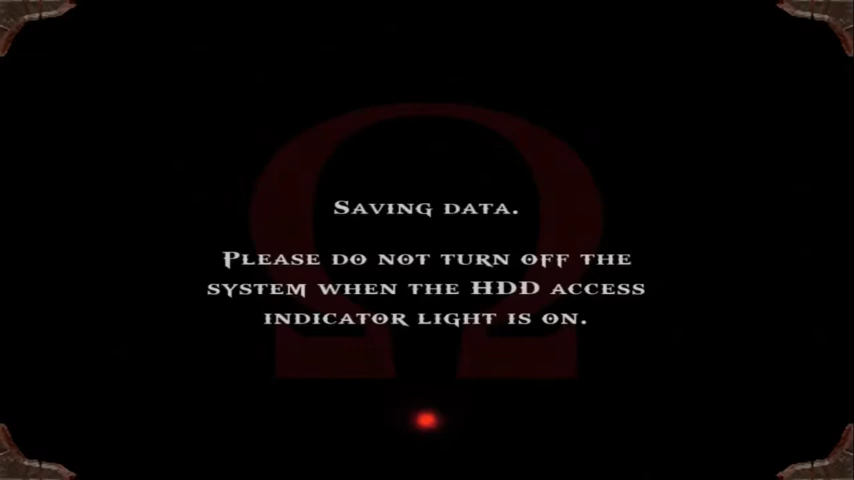 Saving data.
Please do not turn off the
system when the HDD access
indicator light is on.